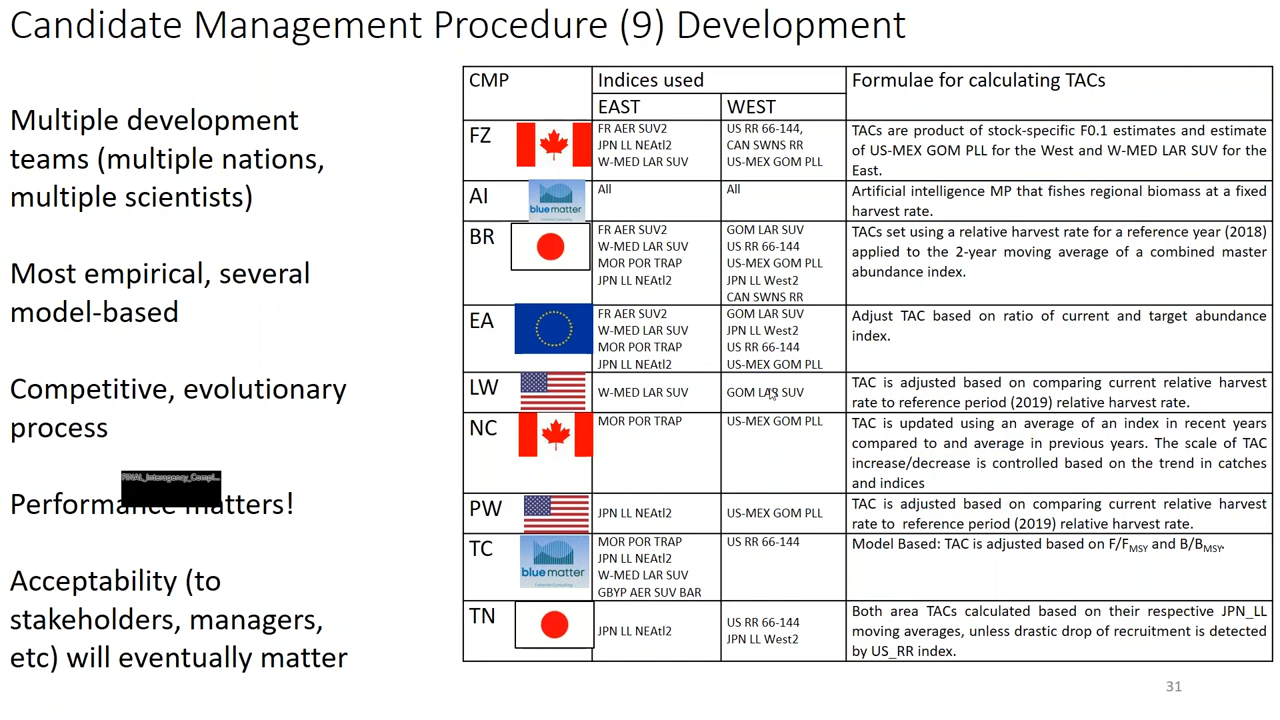 Candidate Management Procedure (9) Development
Multiple development
teams (multiple nations,
multiple scientists)
Most empirical, several
model-based
Competitive, evolutionary
process
FINAL_Interagency_Compi...
Performance matters!
Acceptability (to
stakeholders, managers,
etc) will eventually matter
CMP
Indices used
Formulae for calculating TACs
EAST
WEST
FZ
FR AER SUV2
JPN LL NEAtl2
W-MED LAR SUV
US RR 66-144,
CAN SWNS RR
US-MEX GOM PLL
TACs are product of stock-specific F0.1 estimates and estimate
of US-MEX GOM PLL for the West and W-MED LAR SUV for the
East.
AI
blue matter
All
All
Artificial intelligence MP that fishes regional biomass at a fixed
harvest rate.
BR
FR AER SUV2
W-MED LAR SUV
MOR POR TRAP
JPN LL NEAtl2
GOM LAR SUV
US RR 66-144
US-MEX GOM PLL
JPN LL West2
CAN SWNS RR
TACs set using a relative harvest rate for a reference year (2018)
applied to the 2-year moving average of a combined master
abundance index.
EA
FR AER SUV2
W-MED LAR SUV
MOR POR TRAP
JPN LL NEAtl2
GOM LAR SUV
JPN LL West2
US RR 66-144
US-MEX GOM PLL
Adjust TAC based on ratio of current and target abundance
index.
LW
W-MED LAR SUV
GOM LAR SUV
TAC is adjusted based on comparing current relative harvest
rate to reference period (2019) relative harvest rate.
NC
MOR POR TRAP
US-MEX GOM PLL
TAC is updated using an average of an index in recent years
compared to and average in previous years. The scale of TAC
increase/decrease is controlled based on the trend in catches
and indices
PW
JPN LL NEAtl2
US-MEX GOM PLL
TAC is adjusted based on comparing current relative harvest
rate to reference period (2019) relative harvest rate.
TC
blue matter
MOR POR TRAP
JPN LL NEAtl2
W-MED LAR SUV
GBYP AER SUV BAR
US RR 66-144
Model Based: TAC is adjusted based on F/FMSY and B/BMSY.
TN
JPN LL NEAtl2
US RR 66-144
JPN LL West2
Both area TACs calculated based on their respective JPN_LL
moving averages, unless drastic drop of recruitment is detected
by US_RR index.
31